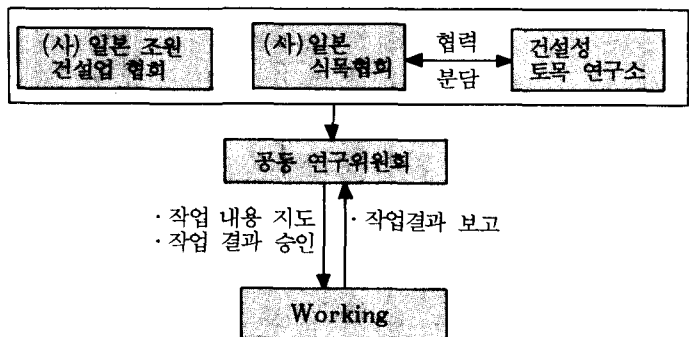 (사) 일본 조원
건설업 협회
(사)일본
식목협회
협력
분담
건설성
토목 연구소
공동 연구위원회
· 작업 내용 지도
· 작업 결과 승인
· 작업결과 보고
Working